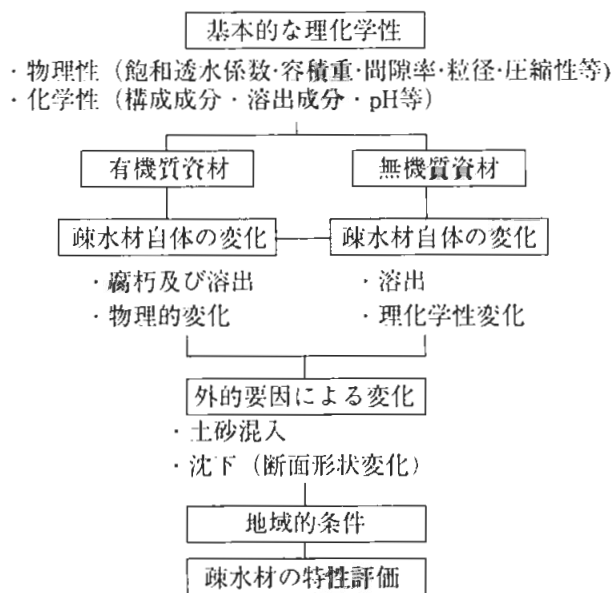 基本的な理化学性
・物理性（飽和透水係数·容積重·間隙率·粒径·圧縮性等）
・化学性（構成成分・溶出成分・pH等）
有機質資材　無機質資材
疎水材自体の変化　疎水材自体の変化
・腐朽及び溶出　・溶出
・物理的変化　・理化学性変化
外的要因による変化
・土砂混入
・沈下（断面形状変化）
地域的条件
疎水材の特性評価